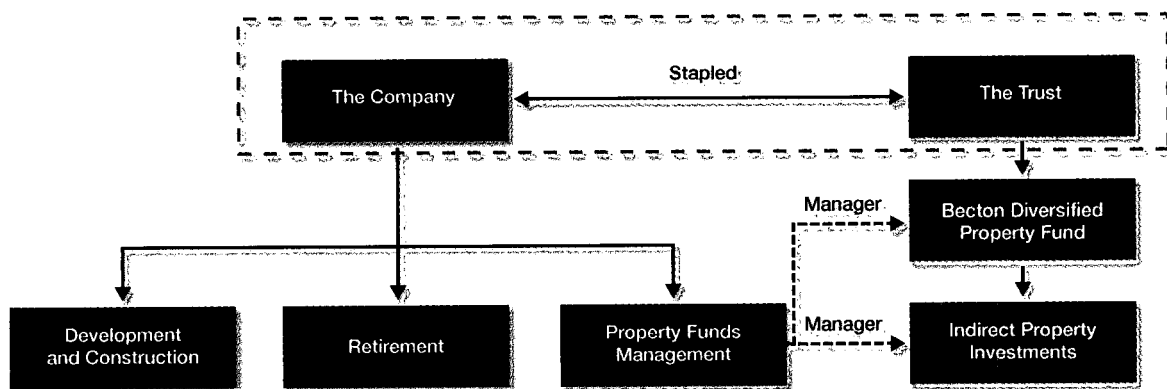 Stapled
The Company
The Trust
Manager
Becton Diversified
Property Fund
Development
and Construction
Retirement
Property Funds
Management
Manager
Indirect Property
Investments